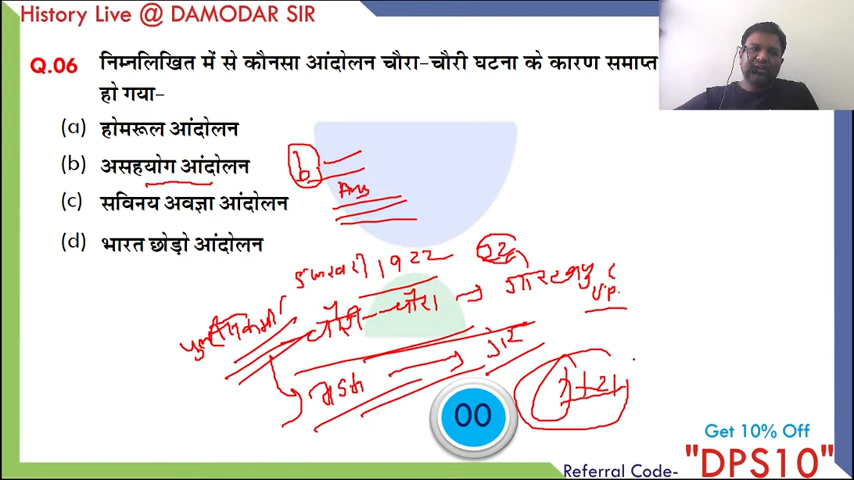 History Live @ DAMODAR SIR
Q.06 निम्नलिखित में से कौनसा आंदोलन चौरा-चौरी घटना के कारण समाप्त
हो गया-
(a) होमरूल आंदोलन
(b) असहयोग आंदोलन
(c) सविनय अवज्ञा आंदोलन
(d) भारत छोड़ो आंदोलन
b
Ans
1922
22
चौरी--चौरा → गोरखपुर
U.P.
00
Get 10% Off
Referral Code- "DPS10"